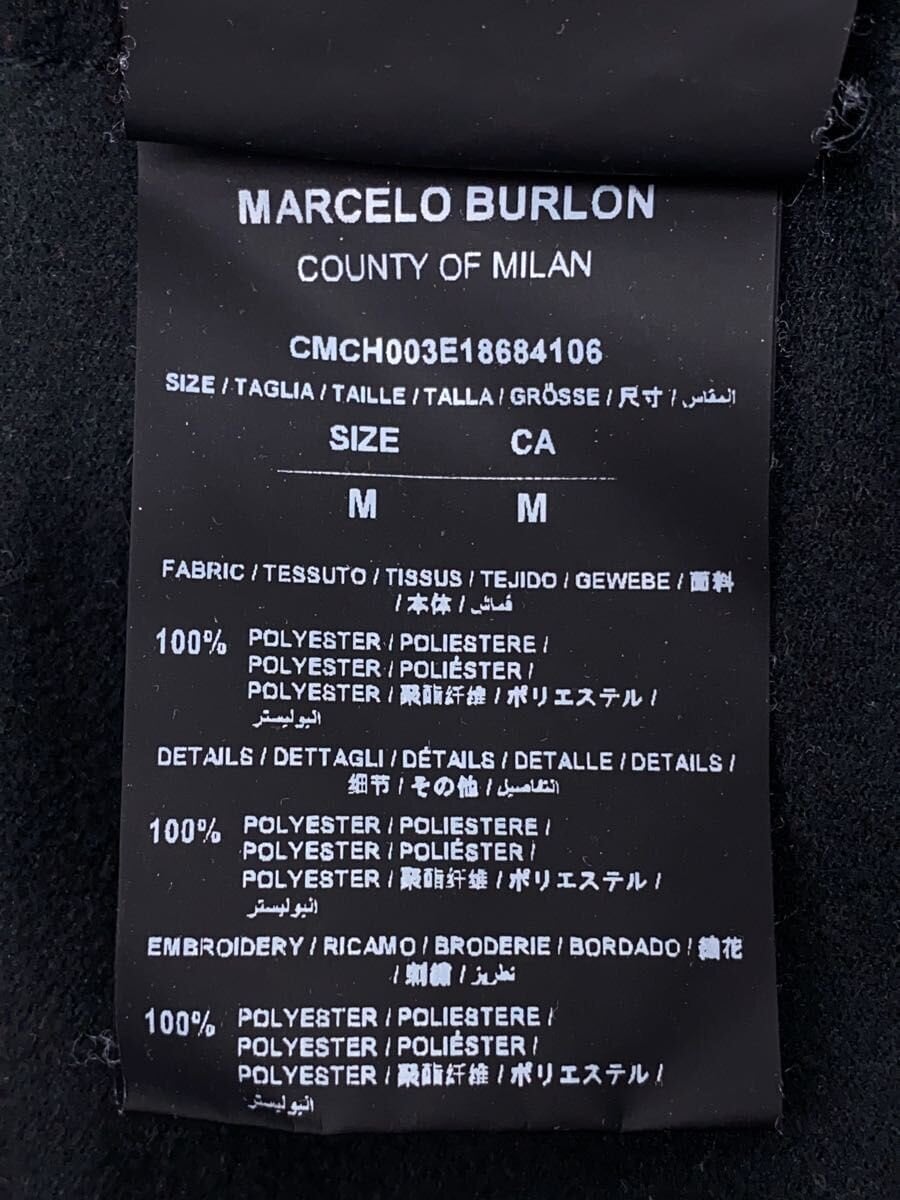 MARCELO BURLON
COUNTY OF MILAN
CMCH003E18684106
SIZE / TAGLIA / TAILLE / TALLA / GRÖSSE / 尺寸 / المقاس
SIZE CA
M M
FABRIC / TESSUTO / TISSUS / TEJIDO / GEWEBE / 面料
/ 本体 / قماش
100% POLYESTER / POLIESTERE /
POLYESTER / POLIÉSTER /
POLYESTER / 聚酯纤维 / ポリエステル /
البوليستر
DETAILS / DETTAGLI / DÉTAILS / DETALLE / DETAILS /
细节 / その他 / التفاصيل
100% POLYESTER / POLIESTERE /
POLYESTER / POLIÉSTER /
POLYESTER / 聚酯纤维 / ポリエステル /
البوليستر
EMBROIDERY / RICAMO / BRODERIE / BORDADO / 繡花
/ 刺繍 / تطريز
100% POLYESTER / POLIESTERE /
POLYESTER / POLIÉSTER /
POLYESTER / 聚酯纤维 / ポリエステル /
البوليستر